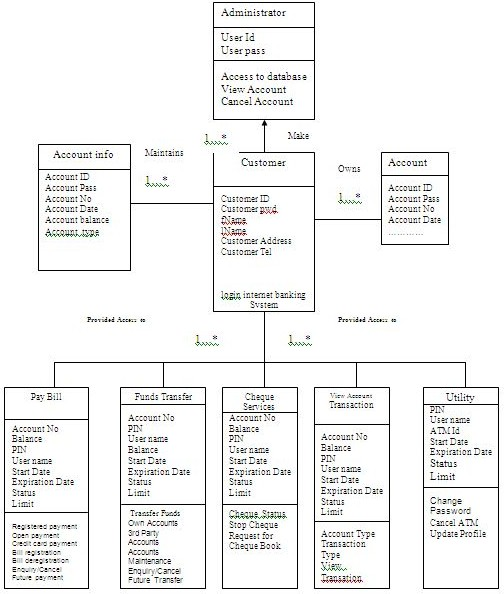 Administrator
User Id
User pass
Access to database
View Account
Cancel Account
1....*
Make
Maintains
1....*
Account info
Account ID
Account Pass
Account No
Account Date
Account balance
Account type
Customer
Customer ID
Customer pwd
fName
lName
Customer Address
Customer Tel
login internet banking
System
Owns
1....*
Account
Account ID
Account Pass
Account No
Account Date
............
Provided Access to
Provided Access to
1....*
1....*
Pay Bill
Account No
Balance
PIN
User name
Start Date
Expiration Date
Status
Limit
Registered payment
Open payment
Credit card payment
Bill registration
Bill deregistration
Enquiry/Cancel
Future payment
Funds Transfer
Account No
PIN
User name
Balance
Start Date
Expiration Date
Status
Limit
Transfer Funds
Own Accounts
3rd Party
Accounts
Accounts
Maintenance
Enquiry/Cancel
Future Transfer
Cheque
Services
Account No
Balance
PIN
User name
Start Date
Expiration Date
Status
Limit
Cheque Status
Stop Cheque
Request for
Cheque Book
View Account
Transaction
Account No
Balance
PIN
User name
Start Date
Expiration Date
Status
Limit
Account Type
Transaction
Type
View
Transation
Utility
PIN
User name
ATM Id
Start Date
Expiration Date
Status
Limit
Change
Password
Cancel ATM
Update Profile